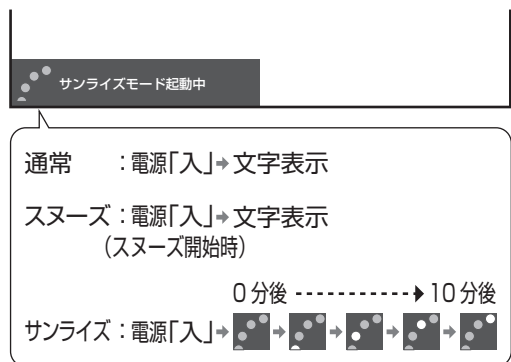 サンライズモード起動中
通常 :電源「入」➔文字表示
スヌーズ:電源「入」➔文字表示
(スヌーズ開始時)
0分後 ----------➔10分後
サンライズ:電源「入」➔ ➔ ➔ ➔ ➔